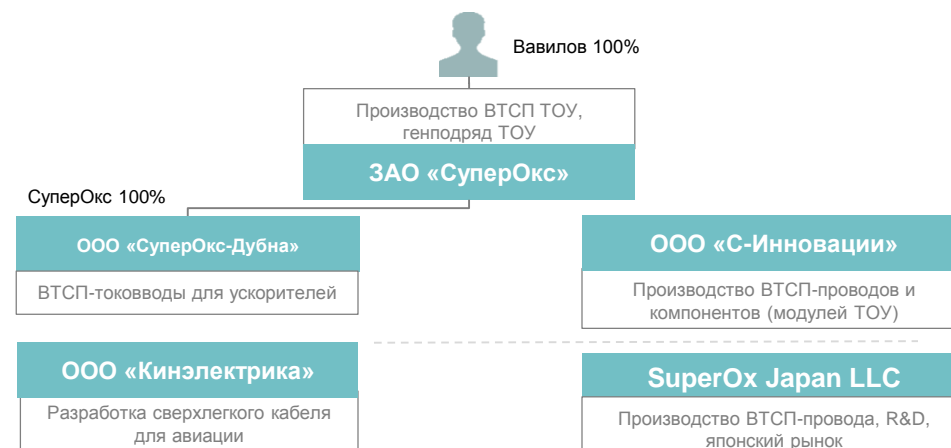 Вавилов 100%
Производство ВТСП ТОУ,
генподряд ТОУ
ЗАО «СуперОкс»
СуперОкс 100%
ООО «СуперОкс-Дубна»
ВТСП-токовводы для ускорителей
ООО «С-Инновации»
Производство ВТСП-проводов и
компонентов (модулей ТОУ)
ООО «Кинэлектрика»
Разработка сверхлегкого кабеля
для авиации
SuperOx Japan LLC
Производство ВТСП-провода, R&D,
японский рынок